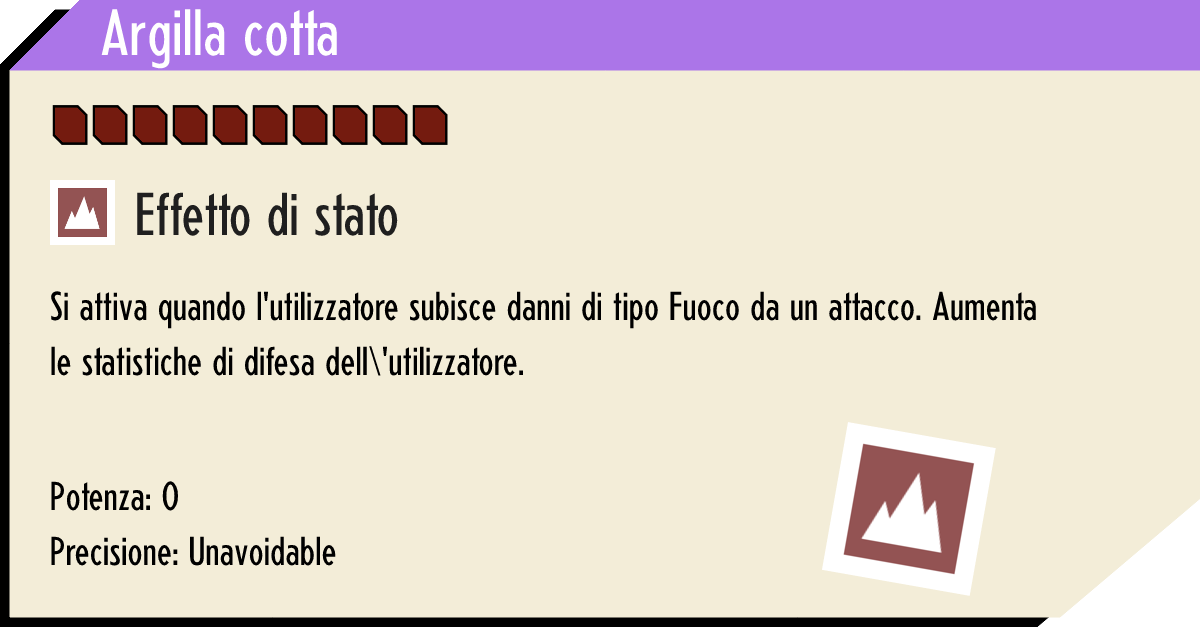 Argilla cotta
Effetto di stato
Si attiva quando l'utilizzatore subisce danni di tipo Fuoco da un attacco. Aumenta
le statistiche di difesa dell\'utilizzatore.
Potenza: 0
Precisione: Unavoidable